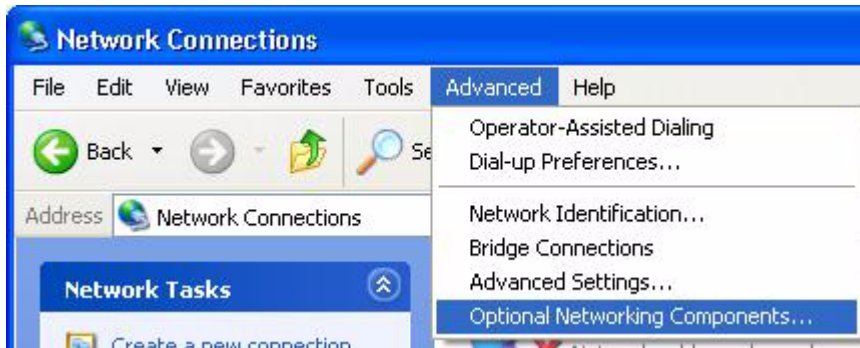 Network Connections
File Edit View Favorites Tools Advanced Help
Back
Operator-Assisted Dialing
Dial-up Preferences...
Address Network Connections
Network Identification...
Bridge Connections
Advanced Settings...
Optional Networking Components...
Network Tasks
Create a new connection